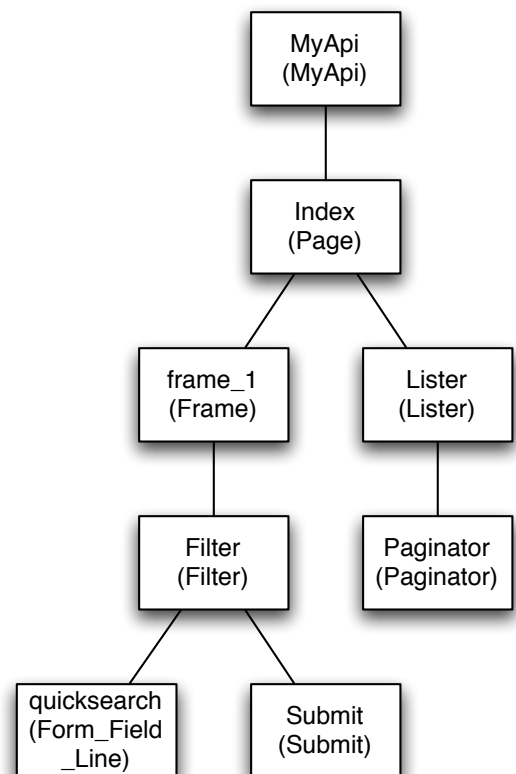 MyApi
(MyApi)
Index
(Page)
frame_1
(Frame)
Lister
(Lister)
Filter
(Filter)
Paginator
(Paginator)
quicksearch
(Form_Field
_Line)
Submit
(Submit)